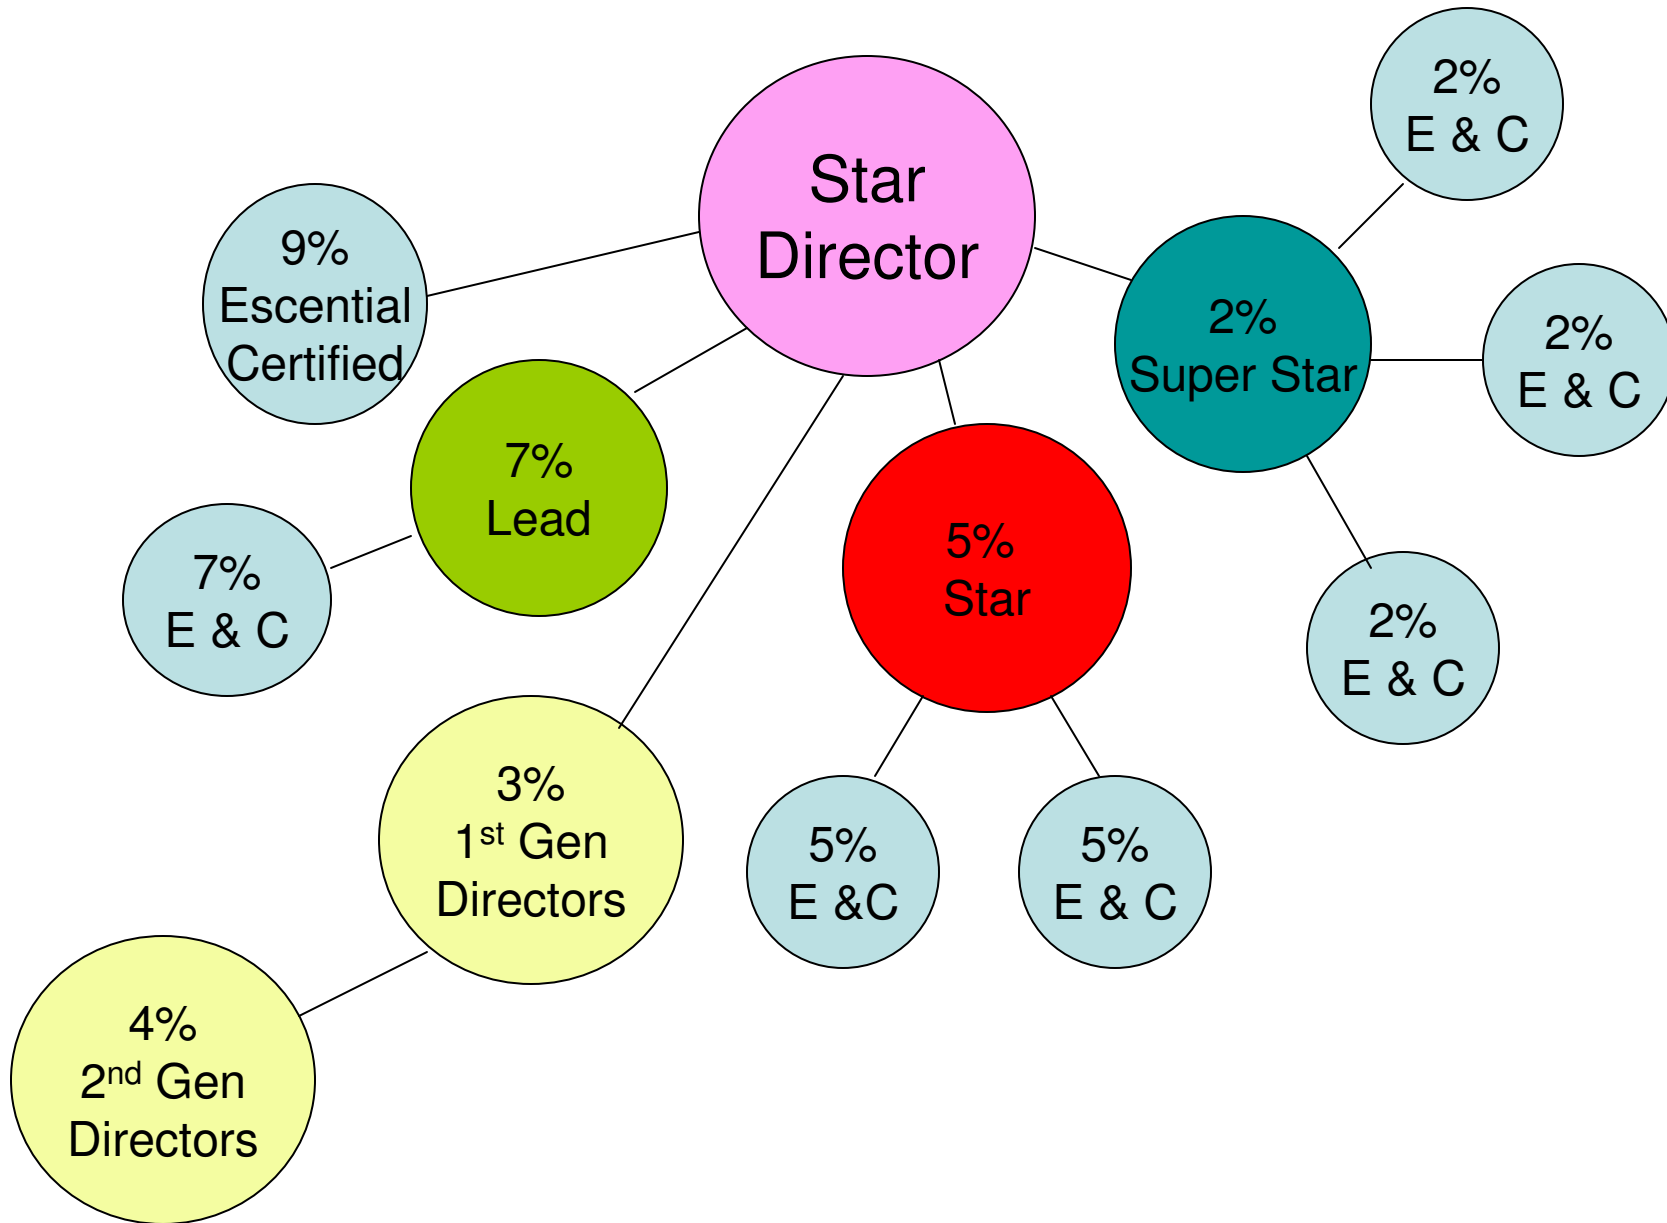 Star
Director
2%
E & C
9%
Escential
Certified
2%
Super Star
2%
E & C
7%
Lead
5%
Star
7%
E & C
2%
E & C
3%
1st Gen
Directors
5%
E &C
5%
E & C
4%
2nd Gen
Directors